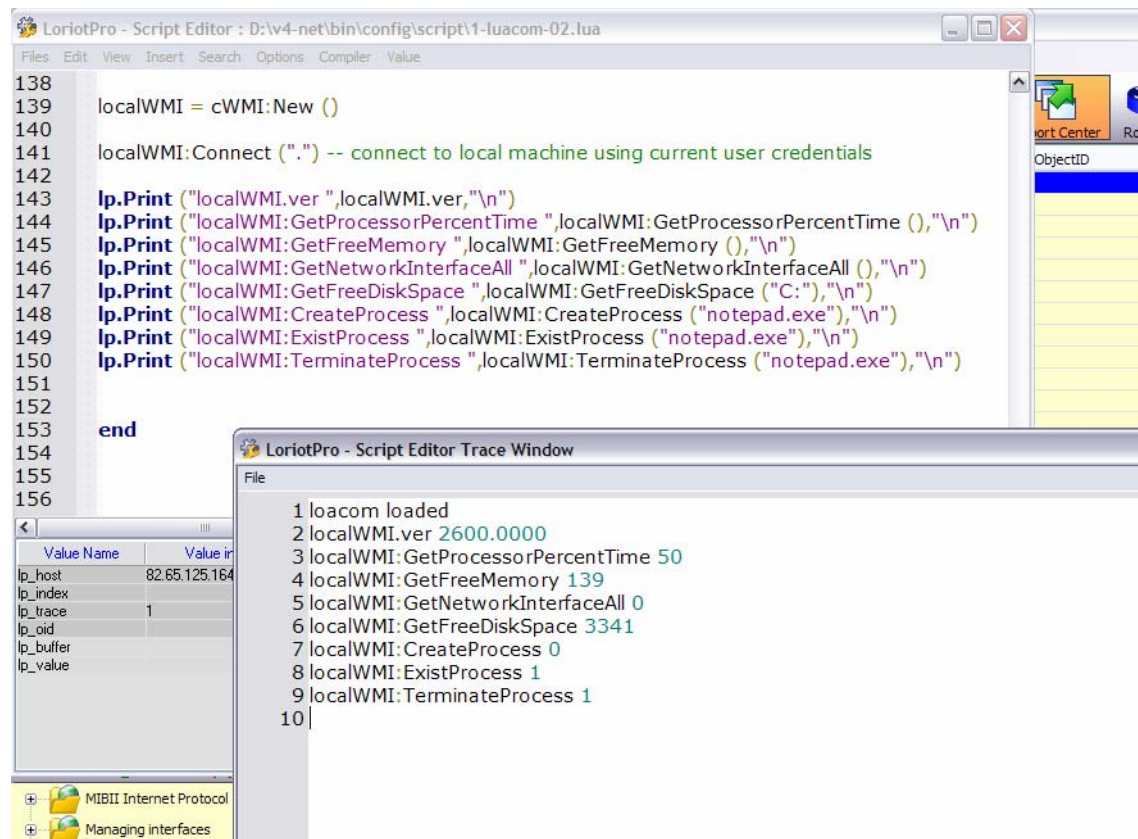 LoriotPro - Script Editor : D:\v4-net\bin\config\script\1-luacom-02.lua
Files Edit View Insert Search Options Compiler Value
138
139 localWMI = cWMI:New ()
140
141 localWMI:Connect (".") -- connect to local machine using current user credentials
142
143 lp.Print ("localWMI.ver ",localWMI.ver,"\n")
144 lp.Print ("localWMI:GetProcessorPercentTime ",localWMI:GetProcessorPercentTime (),"\n")
145 lp.Print ("localWMI:GetFreeMemory ",localWMI:GetFreeMemory (),"\n")
146 lp.Print ("localWMI:GetNetworkInterfaceAll ",localWMI:GetNetworkInterfaceAll (),"\n")
147 lp.Print ("localWMI:GetFreeDiskSpace ",localWMI:GetFreeDiskSpace ("C:"),"\n")
148 lp.Print ("localWMI:CreateProcess ",localWMI:CreateProcess ("notepad.exe"),"\n")
149 lp.Print ("localWMI:ExistProcess ",localWMI:ExistProcess ("notepad.exe"),"\n")
150 lp.Print ("localWMI:TerminateProcess ",localWMI:TerminateProcess ("notepad.exe"),"\n")
151
152
153 end
154
155
156
ort Center
ObjectID
Value Name Value in
lp_host 82.65.125.164
lp_index
lp_trace 1
lp_oid
lp_buffer
lp_value
MIBII Internet Protocol
Managing interfaces
LoriotPro - Script Editor Trace Window
File
1 loacom loaded
2 localWMI.ver 2600.0000
3 localWMI:GetProcessorPercentTime 50
4 localWMI:GetFreeMemory 139
5 localWMI:GetNetworkInterfaceAll 0
6 localWMI:GetFreeDiskSpace 3341
7 localWMI:CreateProcess 0
8 localWMI:ExistProcess 1
9 localWMI:TerminateProcess 1
10